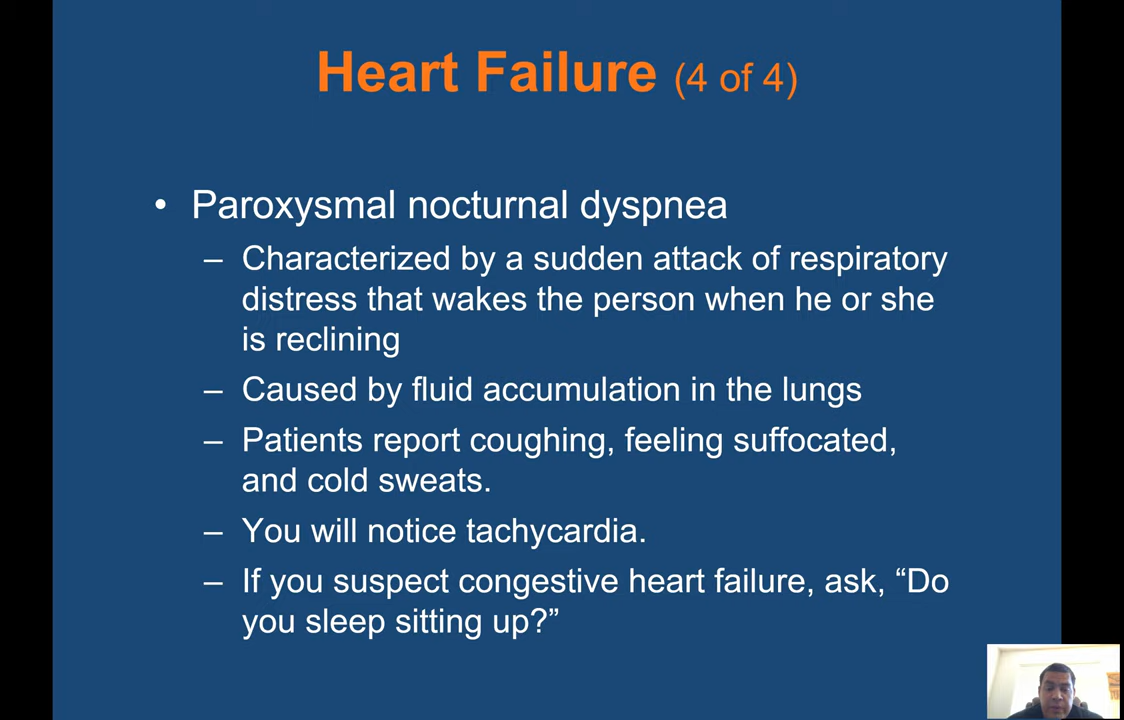 Heart Failure (4 of 4)
• Paroxysmal nocturnal dyspnea
– Characterized by a sudden attack of respiratory
distress that wakes the person when he or she
is reclining
– Caused by fluid accumulation in the lungs
– Patients report coughing, feeling suffocated,
and cold sweats.
– You will notice tachycardia.
– If you suspect congestive heart failure, ask, “Do
you sleep sitting up?”